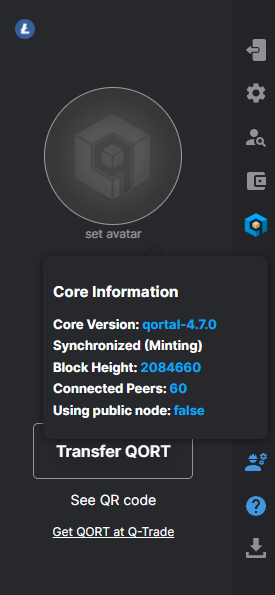 set avatar
Core Information
Core Version: qortal-4.7.0
Synchronized (Minting)
Block Height: 2084660
Connected Peers: 60
Using public node: false
Transfer QORT
See QR code
Get QORT at Q-Trade